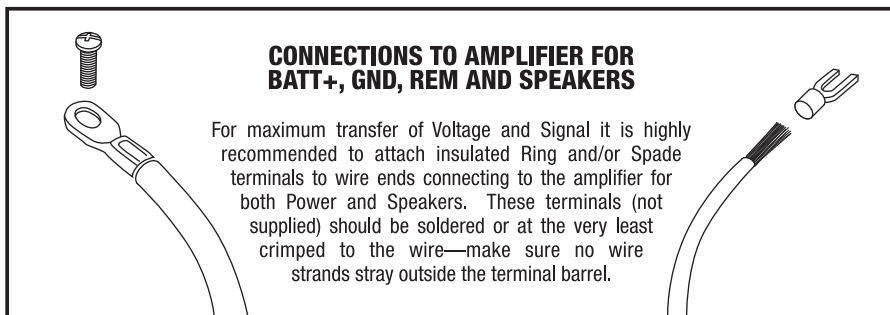 CONNECTIONS TO AMPLIFIER FOR
BATT+, GND, REM AND SPEAKERS
For maximum transfer of Voltage and Signal it is highly
recommended to attach insulated Ring and/or Spade
terminals to wire ends connecting to the amplifier for
both Power and Speakers. These terminals (not
supplied) should be soldered or at the very least
crimped to the wire—make sure no wire
strands stray outside the terminal barrel.